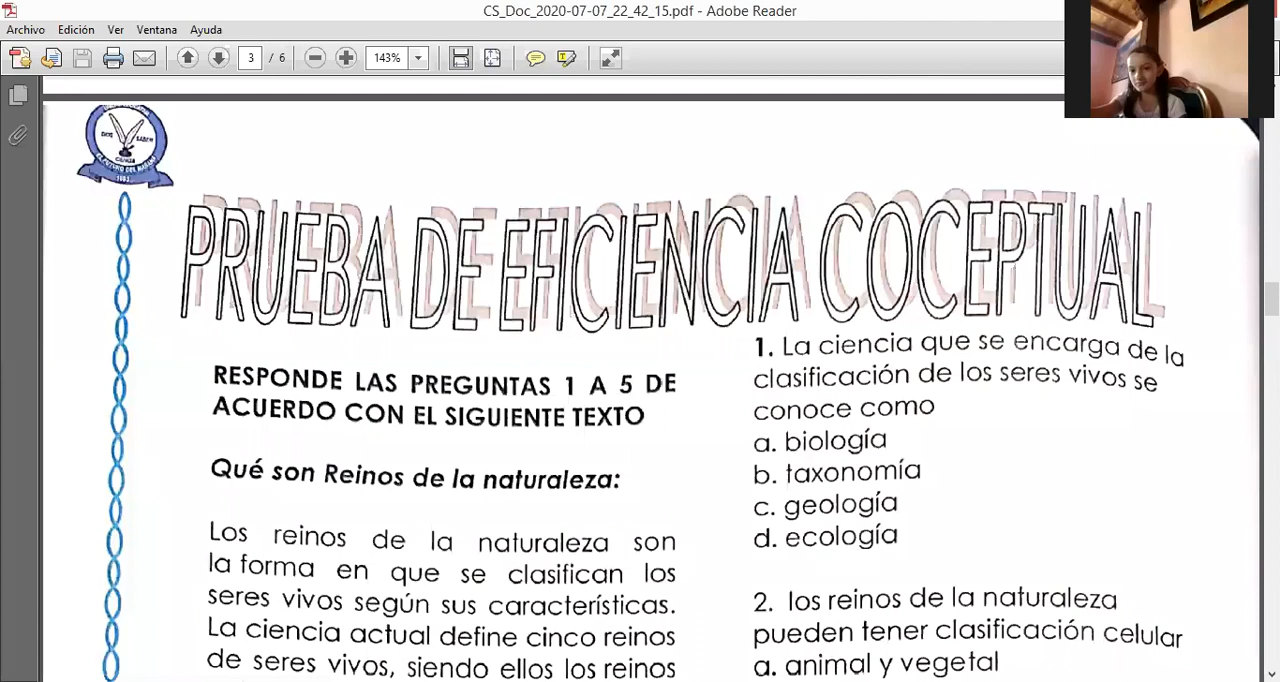 CS_Doc_2020-07-07_22_42_15.pdf - Adobe Reader
Archivo Edición Ver Ventana Ayuda
3 / 6 143%
PRUEBA DE EFICIENCIA COCEPTUAL
RESPONDE LAS PREGUNTAS 1 A 5 DE
ACUERDO CON EL SIGUIENTE TEXTO
Qué son Reinos de la naturaleza:
Los reinos de la naturaleza son
la forma en que se clasifican los
seres vivos según sus características.
La ciencia actual define cinco reinos
de seres vivos, siendo ellos los reinos
1. La ciencia que se encarga de la
clasificación de los seres vivos se
conoce como
a. biología
b. taxonomía
c. geología
d. ecología
2. los reinos de la naturaleza
pueden tener clasificación celular
a. animal y vegetal